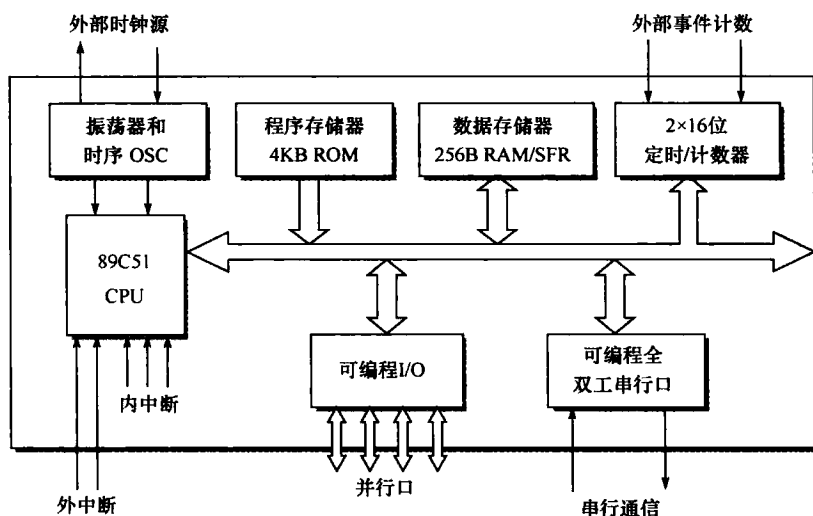 外部时钟源
外部事件计数
振荡器和
时序 OSC
程序存储器
4KB ROM
数据存储器
256B RAM/SFR
2×16位
定时/计数器
89C51
CPU
可编程I/O
可编程全
双工串行口
内中断
外中断
并行口
串行通信